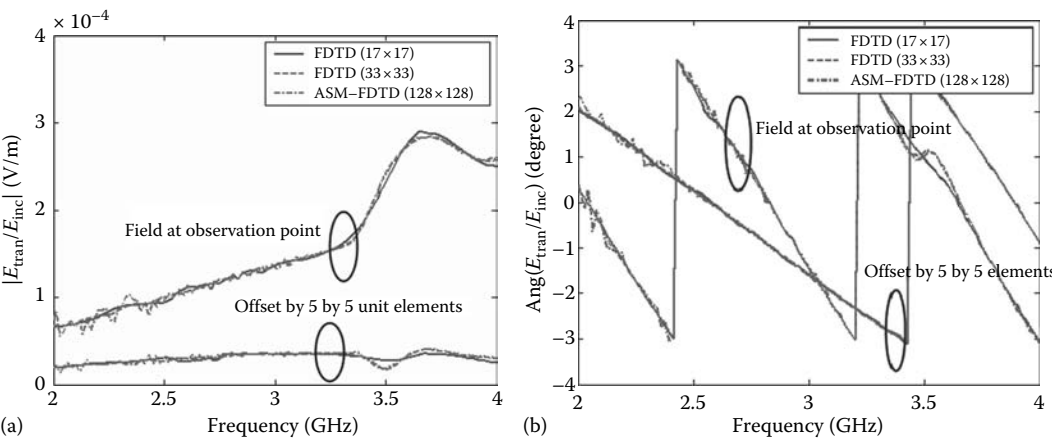 × 10⁻⁴
4
3
2
1
0
|E_tran/E_inc| (V/m)
FDTD (17×17)
FDTD (33×33)
ASM–FDTD (128×128)
Field at observation point
Offset by 5 by 5 unit elements
2
2.5
3
3.5
4
Frequency (GHz)
(a)
4
3
2
1
0
−1
−2
−3
−4
Ang(E_tran/E_inc) (degree)
FDTD (17×17)
FDTD (33×33)
ASM–FDTD (128×128)
Field at observation point
Offset by 5 by 5 elements
2
2.5
3
3.5
4
Frequency (GHz)
(b)